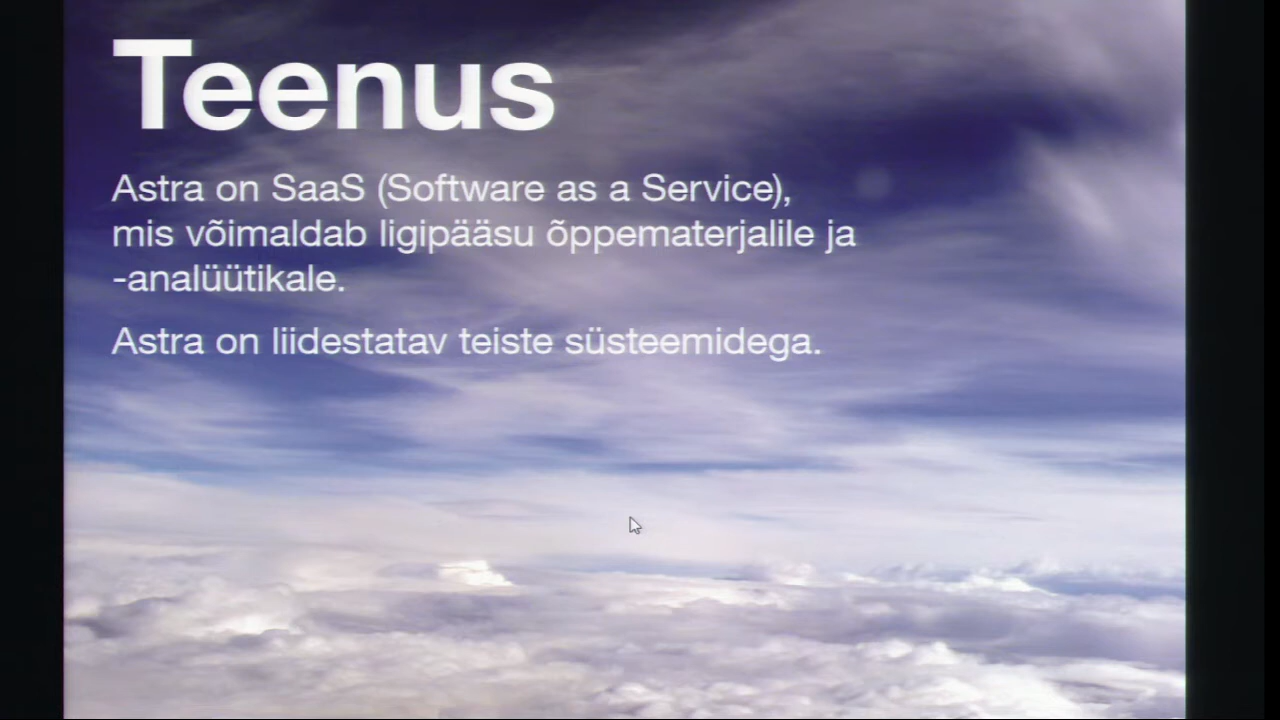 Teenus
Astra on SaaS (Software as a Service),
mis võimaldab ligipääsu õppematerjalile ja
-analüütikale.
Astra on liidestatav teiste süsteemidega.